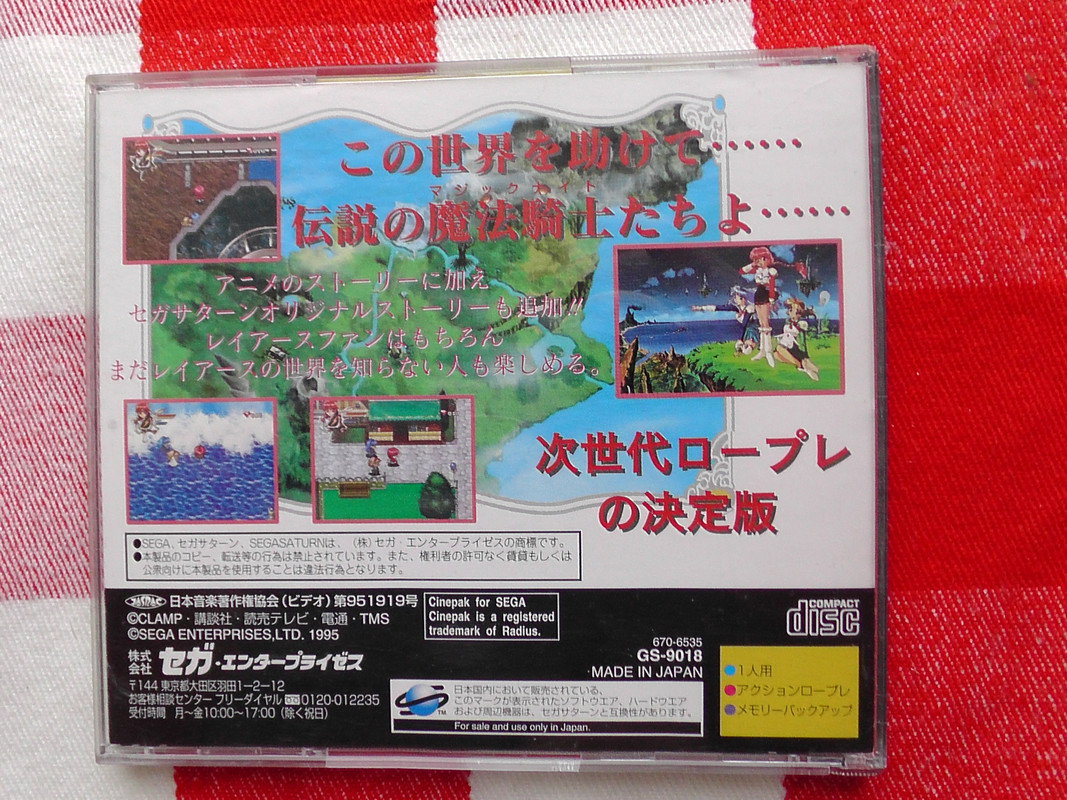 この世界を助けて……
マジックナイト
伝説の魔法騎士たちよ……
アニメのストーリーに加え
セガサターンオリジナルストーリーも追加!!
レイアースファンはもちろん
まだレイアースの世界を知らない人も楽しめる。
次世代ロープレ
の決定版
●SEGA、セガサターン、SEGASATURNは、(株)セガ・エンタープライゼスの商標です。
●本製品のコピー、転送等の行為は禁止されています。また、権利者の許可なく賃貸もしくは
公衆向けに本製品を使用することは違法行為となります。
JASRAC 日本音楽著作権協会(ビデオ)第951919号
©CLAMP・講談社・読売テレビ・電通・TMS
©SEGA ENTERPRISES,LTD. 1995
株式会社 セガ・エンタープライゼス
〒144 東京都大田区羽田1-2-12
お客様相談センター フリーダイヤル 0120-012235
受付時間 月〜金10:00〜17:00(除く祝日)
Cinepak for SEGA
Cinepak is a registered
trademark of Radius.
COMPACT
disc
670-6535
GS-9018
MADE IN JAPAN
日本国内において販売されている、
このマークが表示されたソフトウエア、ハードウエア
および周辺機器は、セガサターンと互換性があります。
TM
For sale and use only in Japan.
●1人用
●アクションロープレ
●メモリーバックアップ